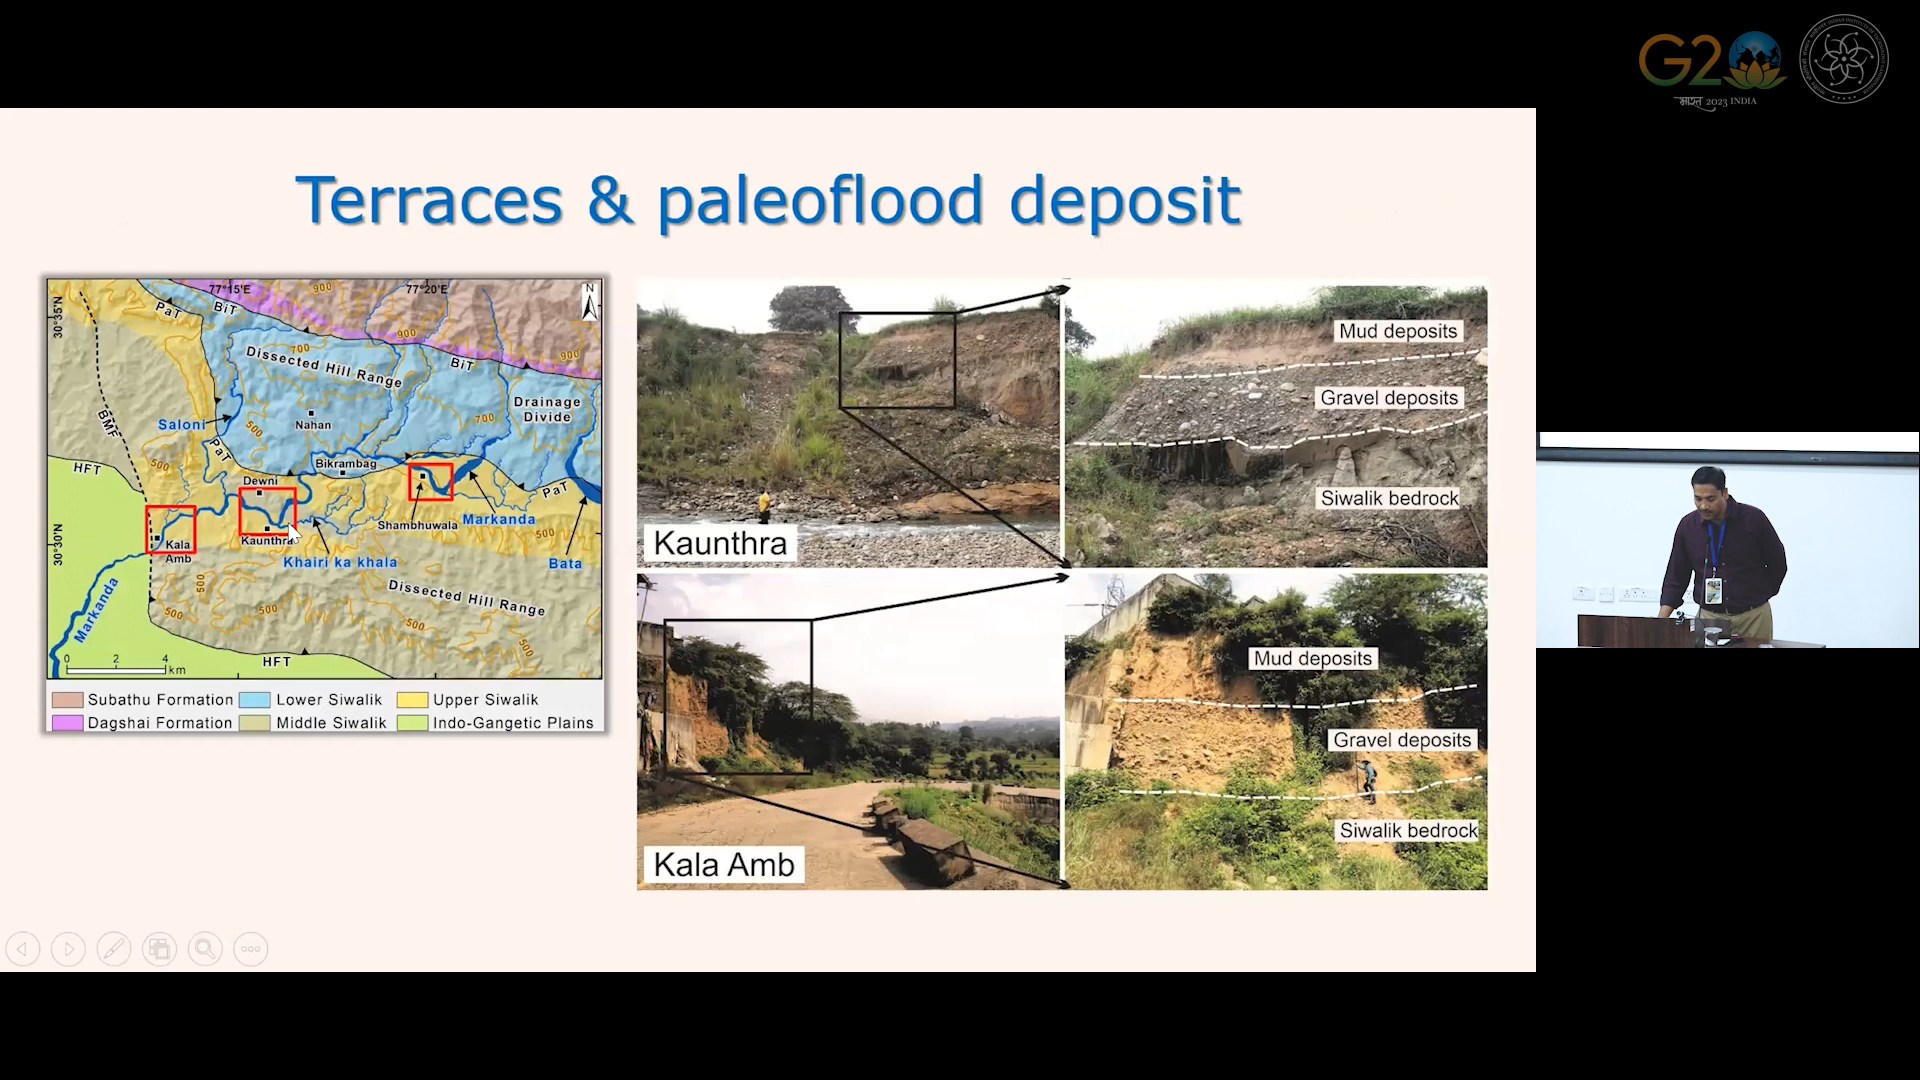 G20
भारत 2023 INDIA
Terraces & paleoflood deposit
77°15'E
77°20'E
N
30°35'N
30°30'N
PaT
BiT
900
900
900
BiT
700
Dissected Hill Range
Drainage
Divide
700
Saloni
500
Nahan
BMF
PaT
500
HFT
Bikrambag
Dewni
PaT
Shambhuwala
Markanda
500
Kala
Amb
Kaunthra
Khairi ka khala
Bata
Markanda
500
500
500
Dissected Hill Range
500
500
HFT
0 2 4
km
Subathu Formation
Lower Siwalik
Upper Siwalik
Dagshai Formation
Middle Siwalik
Indo-Gangetic Plains
Mud deposits
Gravel deposits
Siwalik bedrock
Kaunthra
Mud deposits
Gravel deposits
Siwalik bedrock
Kala Amb